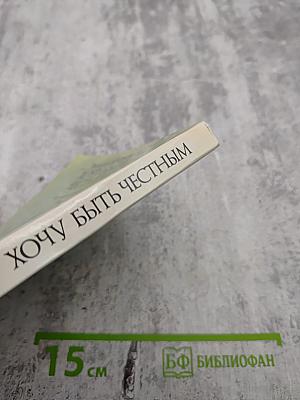 ХОЧУ БЫТЬ ЧЕСТНЫМ
15 СМ
БФ БИБЛИОФАН